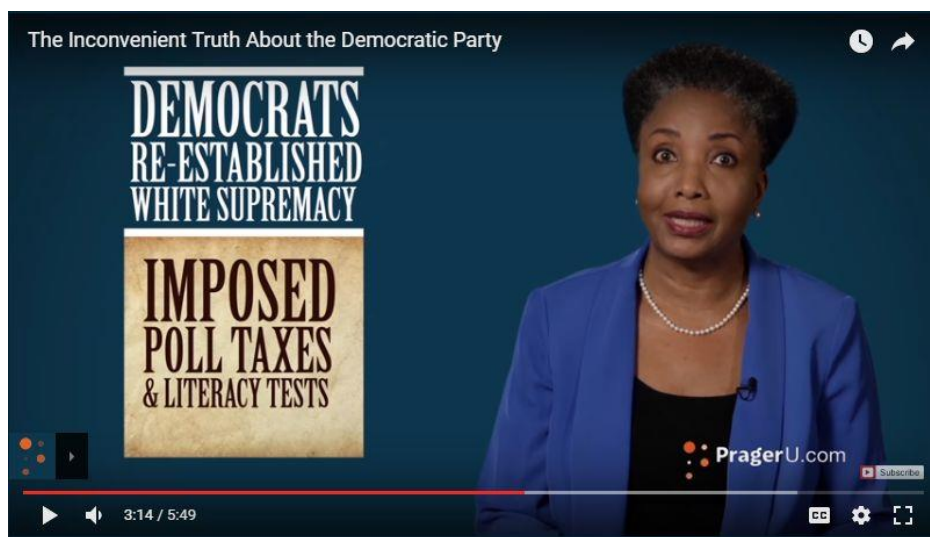 The Inconvenient Truth About the Democratic Party
DEMOCRATS
RE-ESTABLISHED
WHITE SUPREMACY
IMPOSED
POLL TAXES
& LITERACY TESTS
PragerU.com
Subscribe
3:14 / 5:49
CC